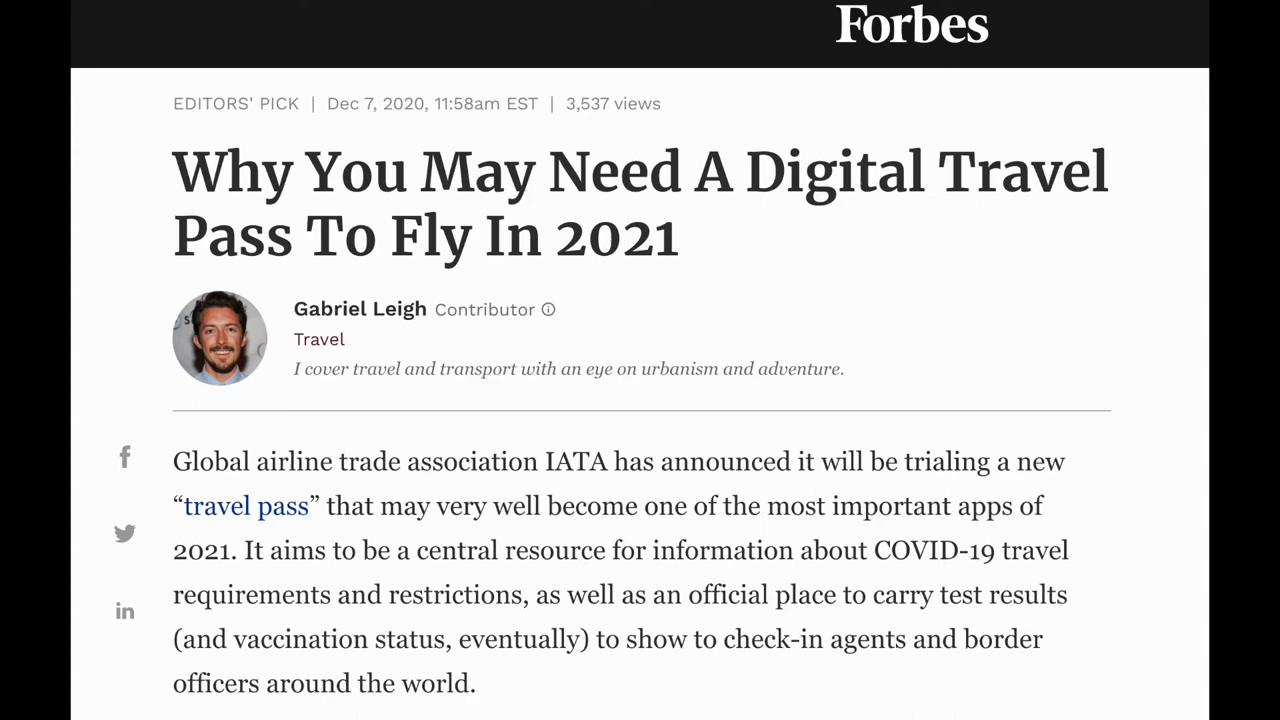 Forbes
EDITORS' PICK | Dec 7, 2020, 11:58am EST | 3,537 views
Why You May Need A Digital Travel
Pass To Fly In 2021
Gabriel Leigh Contributor
Travel
I cover travel and transport with an eye on urbanism and adventure.
Global airline trade association IATA has announced it will be trialing a new
“travel pass” that may very well become one of the most important apps of
2021. It aims to be a central resource for information about COVID-19 travel
requirements and restrictions, as well as an official place to carry test results
(and vaccination status, eventually) to show to check-in agents and border
officers around the world.